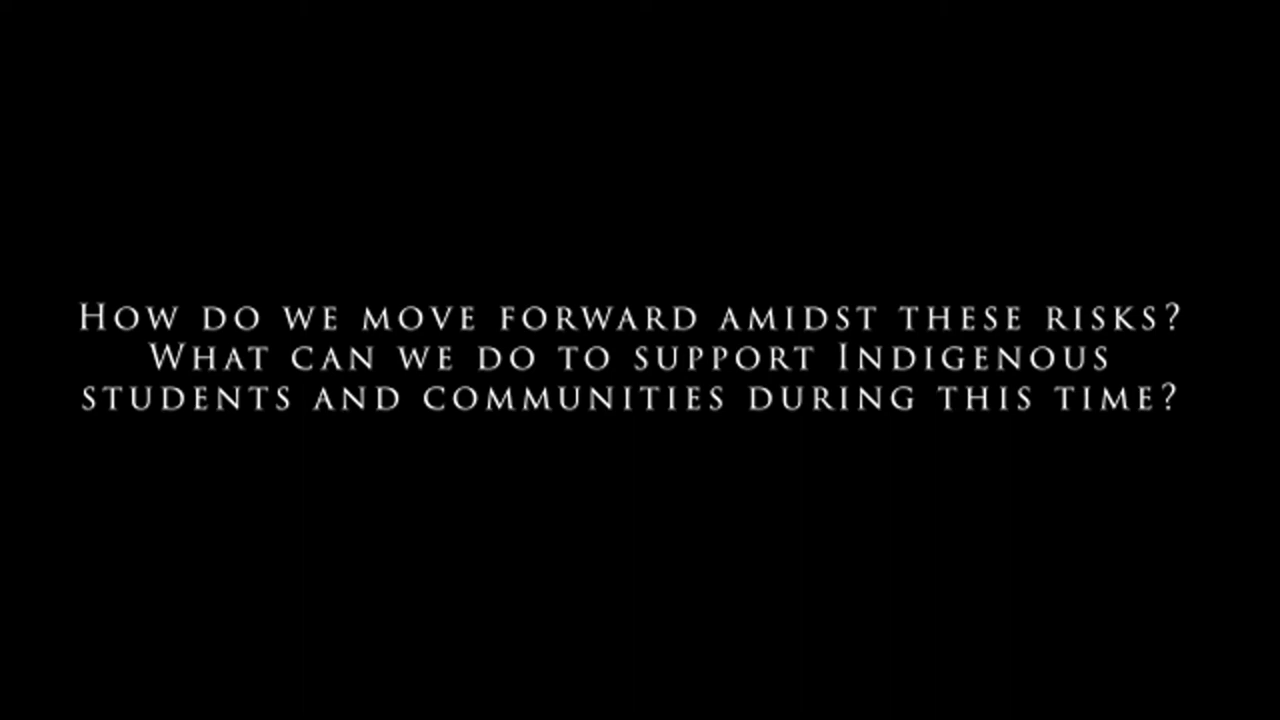 How do we move forward amidst these risks?
What can we do to support Indigenous
students and communities during this time?